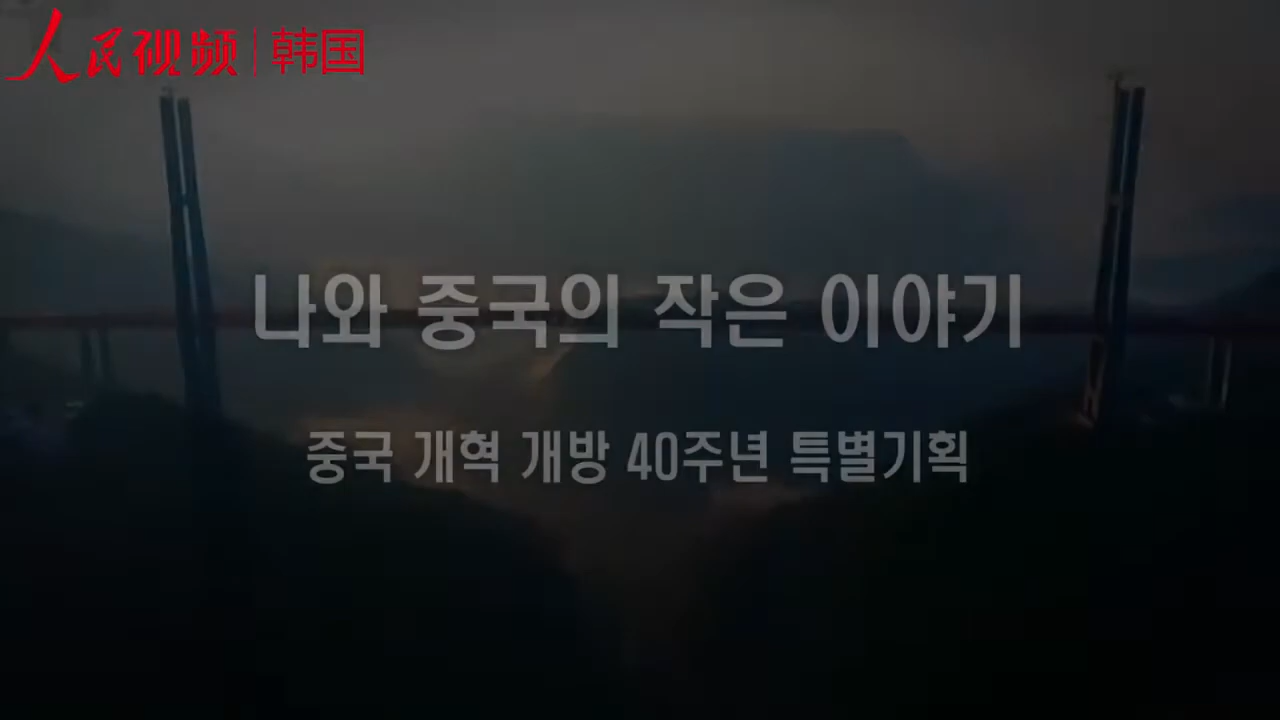 人民视频 | 韩国
나와 중국의 작은 이야기
중국 개혁 개방 40주년 특별기획